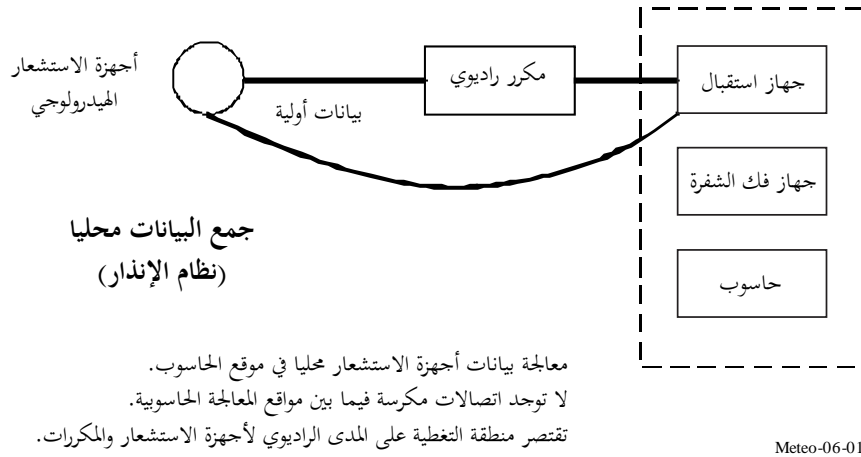 أجهزة الاستشعار
الهيدرولوجي
بيانات أولية
مكرر راديوي
جهاز استقبال
جهاز فك الشفرة
حاسوب
جمع البيانات محليا
(نظام الإنذار)
معالجة بيانات أجهزة الاستشعار محليا في موقع الحاسوب.
لا توجد اتصالات مكرسة فيما بين مواقع المعالجة الحاسوبية.
تقتصر منطقة التغطية على المدى الراديوي لأجهزة الاستشعار والمكررات.
Meteo-06-01